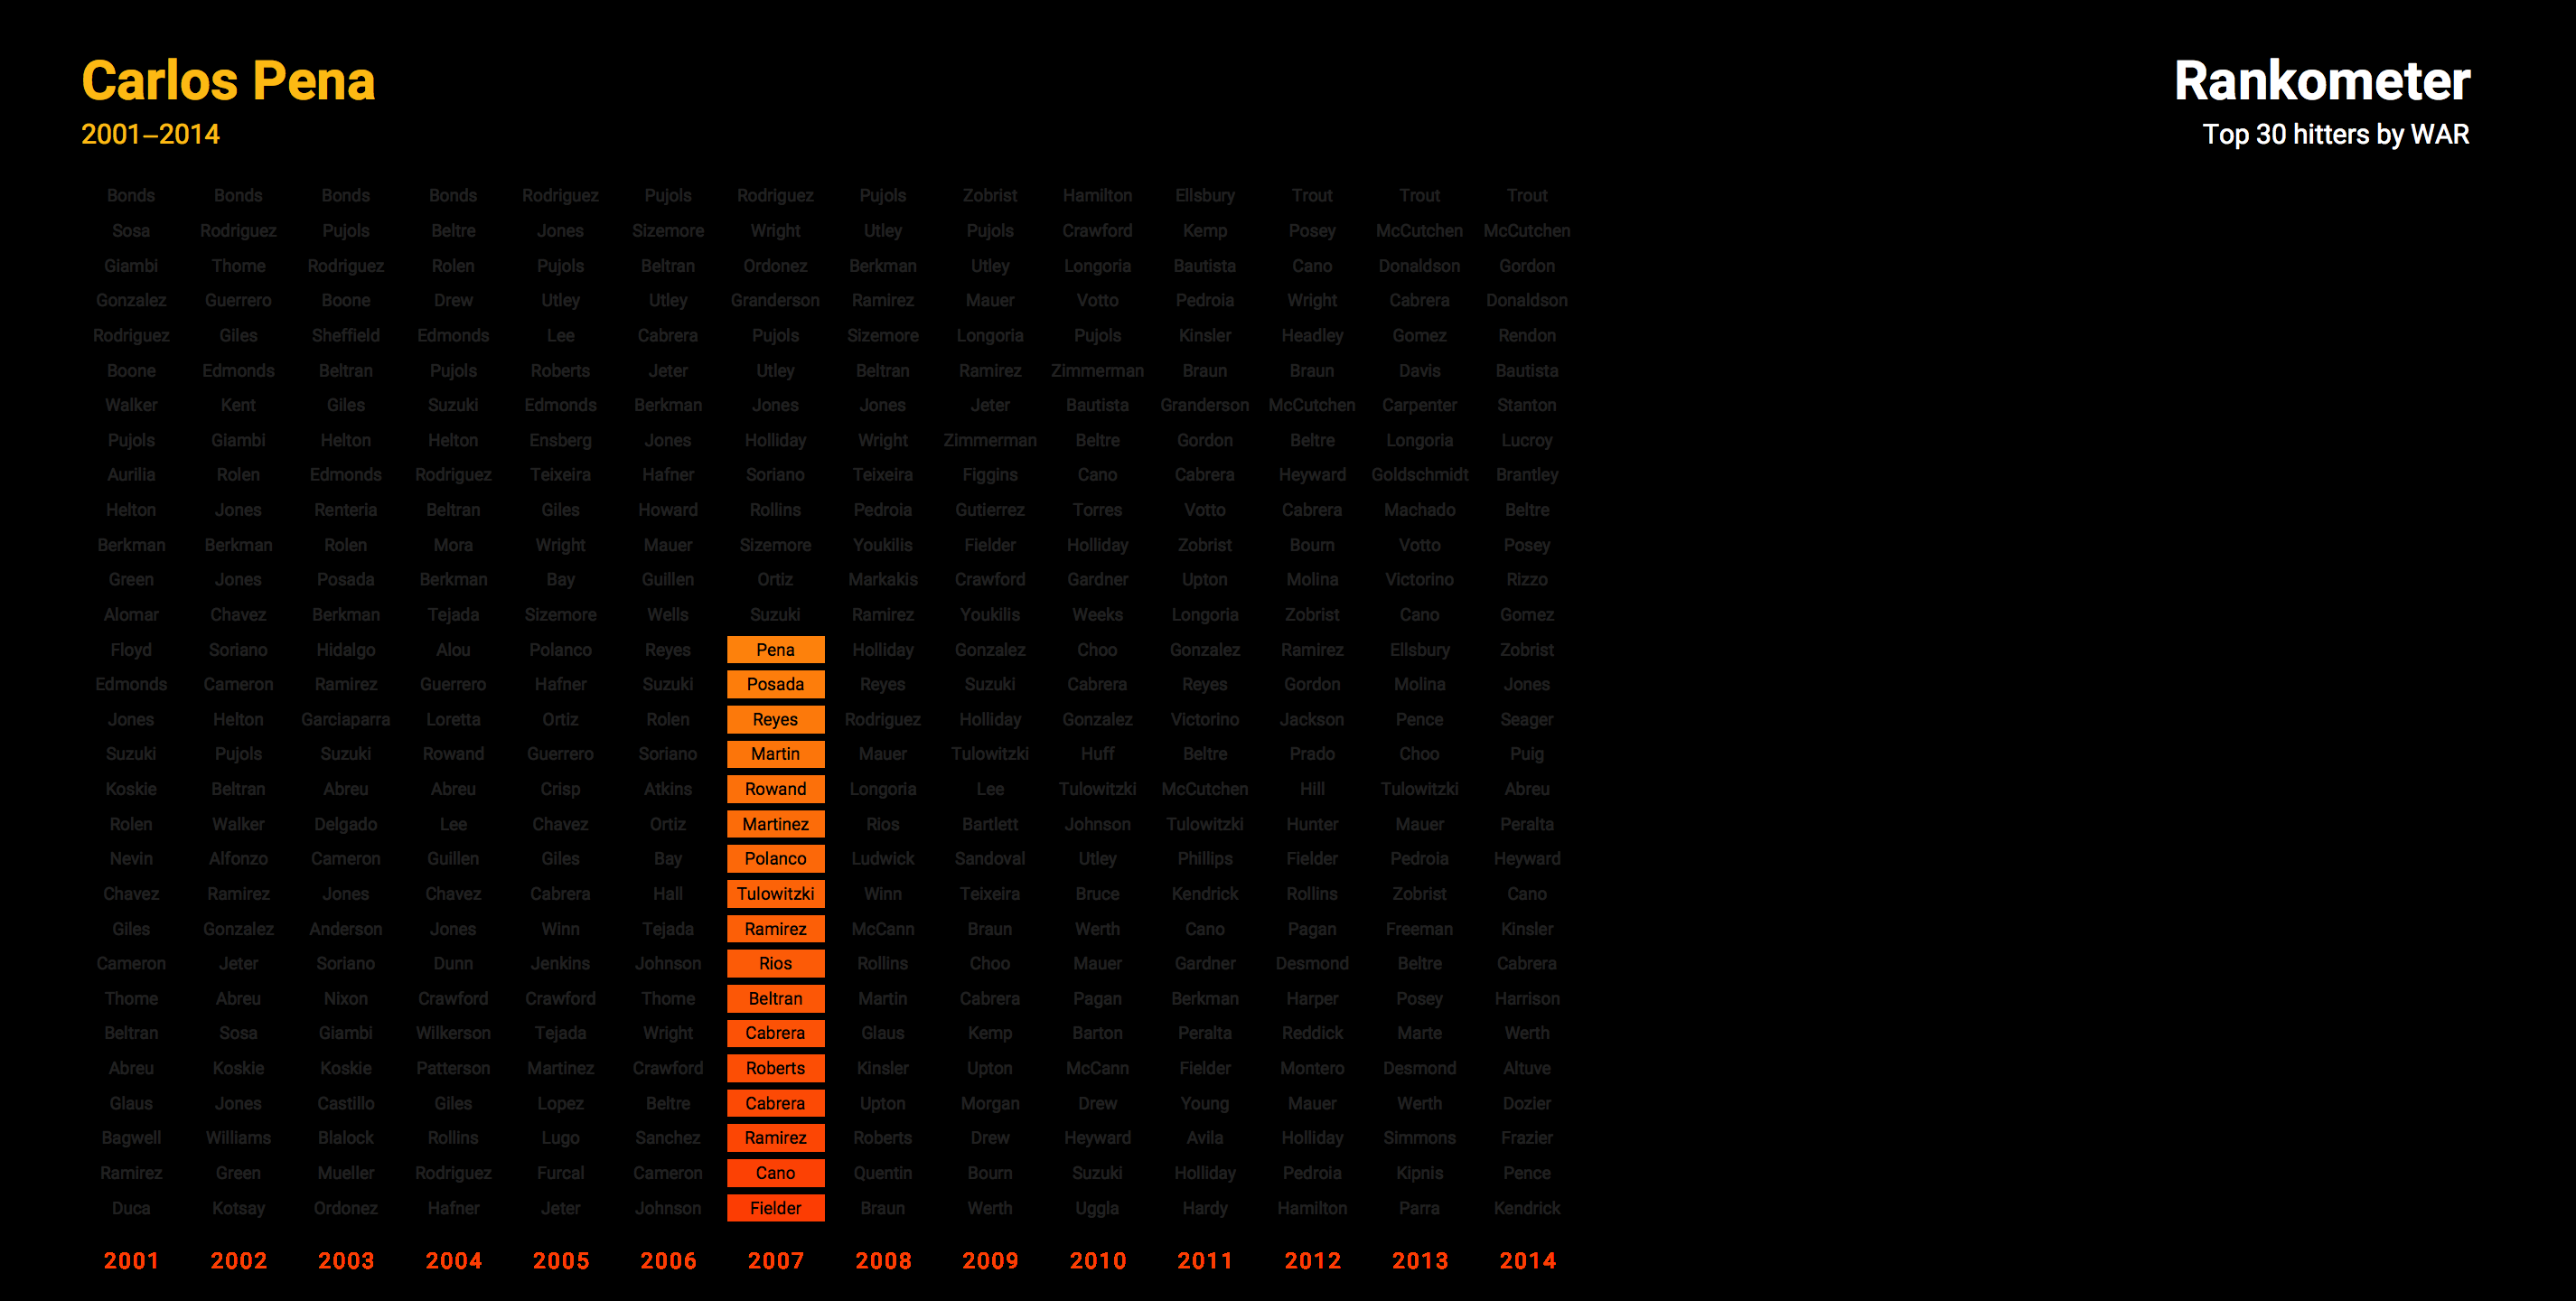 Carlos Pena
2001–2014
Rankometer
Top 30 hitters by WAR
Bonds Bonds Bonds Bonds Rodriguez Pujols Rodriguez Pujols Zobrist Hamilton Ellsbury Trout Trout Trout
Sosa Rodriguez Pujols Beltre Jones Sizemore Wright Utley Pujols Crawford Kemp Posey McCutchen McCutchen
Giambi Thome Rodriguez Rolen Pujols Beltran Ordonez Berkman Utley Longoria Bautista Cano Donaldson Gordon
Gonzalez Guerrero Boone Drew Utley Utley Granderson Ramirez Mauer Votto Pedroia Wright Cabrera Donaldson
Rodriguez Giles Sheffield Edmonds Lee Cabrera Pujols Sizemore Longoria Pujols Kinsler Headley Gomez Rendon
Boone Edmonds Beltran Pujols Roberts Jeter Utley Beltran Ramirez Zimmerman Braun Braun Davis Bautista
Walker Kent Giles Suzuki Edmonds Berkman Jones Jones Jeter Bautista Granderson McCutchen Carpenter Stanton
Pujols Giambi Helton Helton Ensberg Jones Holliday Wright Zimmerman Beltre Gordon Beltre Longoria Lucroy
Aurilia Rolen Edmonds Rodriguez Teixeira Hafner Soriano Teixeira Figgins Cano Cabrera Heyward Goldschmidt Brantley
Helton Jones Renteria Beltran Giles Howard Rollins Pedroia Gutierrez Torres Votto Cabrera Machado Beltre
Berkman Berkman Rolen Mora Wright Mauer Sizemore Youkilis Fielder Holliday Zobrist Bourn Votto Posey
Green Jones Posada Berkman Bay Guillen Ortiz Markakis Crawford Gardner Upton Molina Victorino Rizzo
Alomar Chavez Berkman Tejada Sizemore Wells Suzuki Ramirez Youkilis Weeks Longoria Zobrist Cano Gomez
Floyd Soriano Hidalgo Alou Polanco Reyes Pena Holliday Gonzalez Choo Gonzalez Ramirez Ellsbury Zobrist
Edmonds Cameron Ramirez Guerrero Hafner Suzuki Posada Reyes Suzuki Cabrera Reyes Gordon Molina Jones
Jones Helton Garciaparra Loretta Ortiz Rolen Reyes Rodriguez Holliday Gonzalez Victorino Jackson Pence Seager
Suzuki Pujols Suzuki Rowand Guerrero Soriano Martin Mauer Tulowitzki Huff Beltre Prado Choo Puig
Koskie Beltran Abreu Abreu Crisp Atkins Rowand Longoria Lee Tulowitzki McCutchen Hill Tulowitzki Abreu
Rolen Walker Delgado Lee Chavez Ortiz Martinez Rios Bartlett Johnson Tulowitzki Hunter Mauer Peralta
Nevin Alfonzo Cameron Guillen Giles Bay Polanco Ludwick Sandoval Utley Phillips Fielder Pedroia Heyward
Chavez Ramirez Jones Chavez Cabrera Hall Tulowitzki Winn Teixeira Bruce Kendrick Rollins Zobrist Cano
Giles Gonzalez Anderson Jones Winn Tejada Ramirez McCann Braun Werth Cano Pagan Freeman Kinsler
Cameron Jeter Soriano Dunn Jenkins Johnson Rios Rollins Choo Mauer Gardner Desmond Beltre Cabrera
Thome Abreu Nixon Crawford Crawford Thome Beltran Martin Cabrera Pagan Berkman Harper Posey Harrison
Beltran Sosa Giambi Wilkerson Tejada Wright Cabrera Glaus Kemp Barton Peralta Reddick Marte Werth
Abreu Koskie Koskie Patterson Martinez Crawford Roberts Kinsler Upton McCann Fielder Montero Desmond Altuve
Glaus Jones Castillo Giles Lopez Beltre Cabrera Upton Morgan Drew Young Mauer Werth Dozier
Bagwell Williams Blalock Rollins Lugo Sanchez Ramirez Roberts Drew Heyward Avila Holliday Simmons Frazier
Ramirez Green Mueller Rodriguez Furcal Cameron Cano Quentin Bourn Suzuki Holliday Pedroia Kipnis Pence
Duca Kotsay Ordonez Hafner Jeter Johnson Fielder Braun Werth Uggla Hardy Hamilton Parra Kendrick
2001 2002 2003 2004 2005 2006 2007 2008 2009 2010 2011 2012 2013 2014